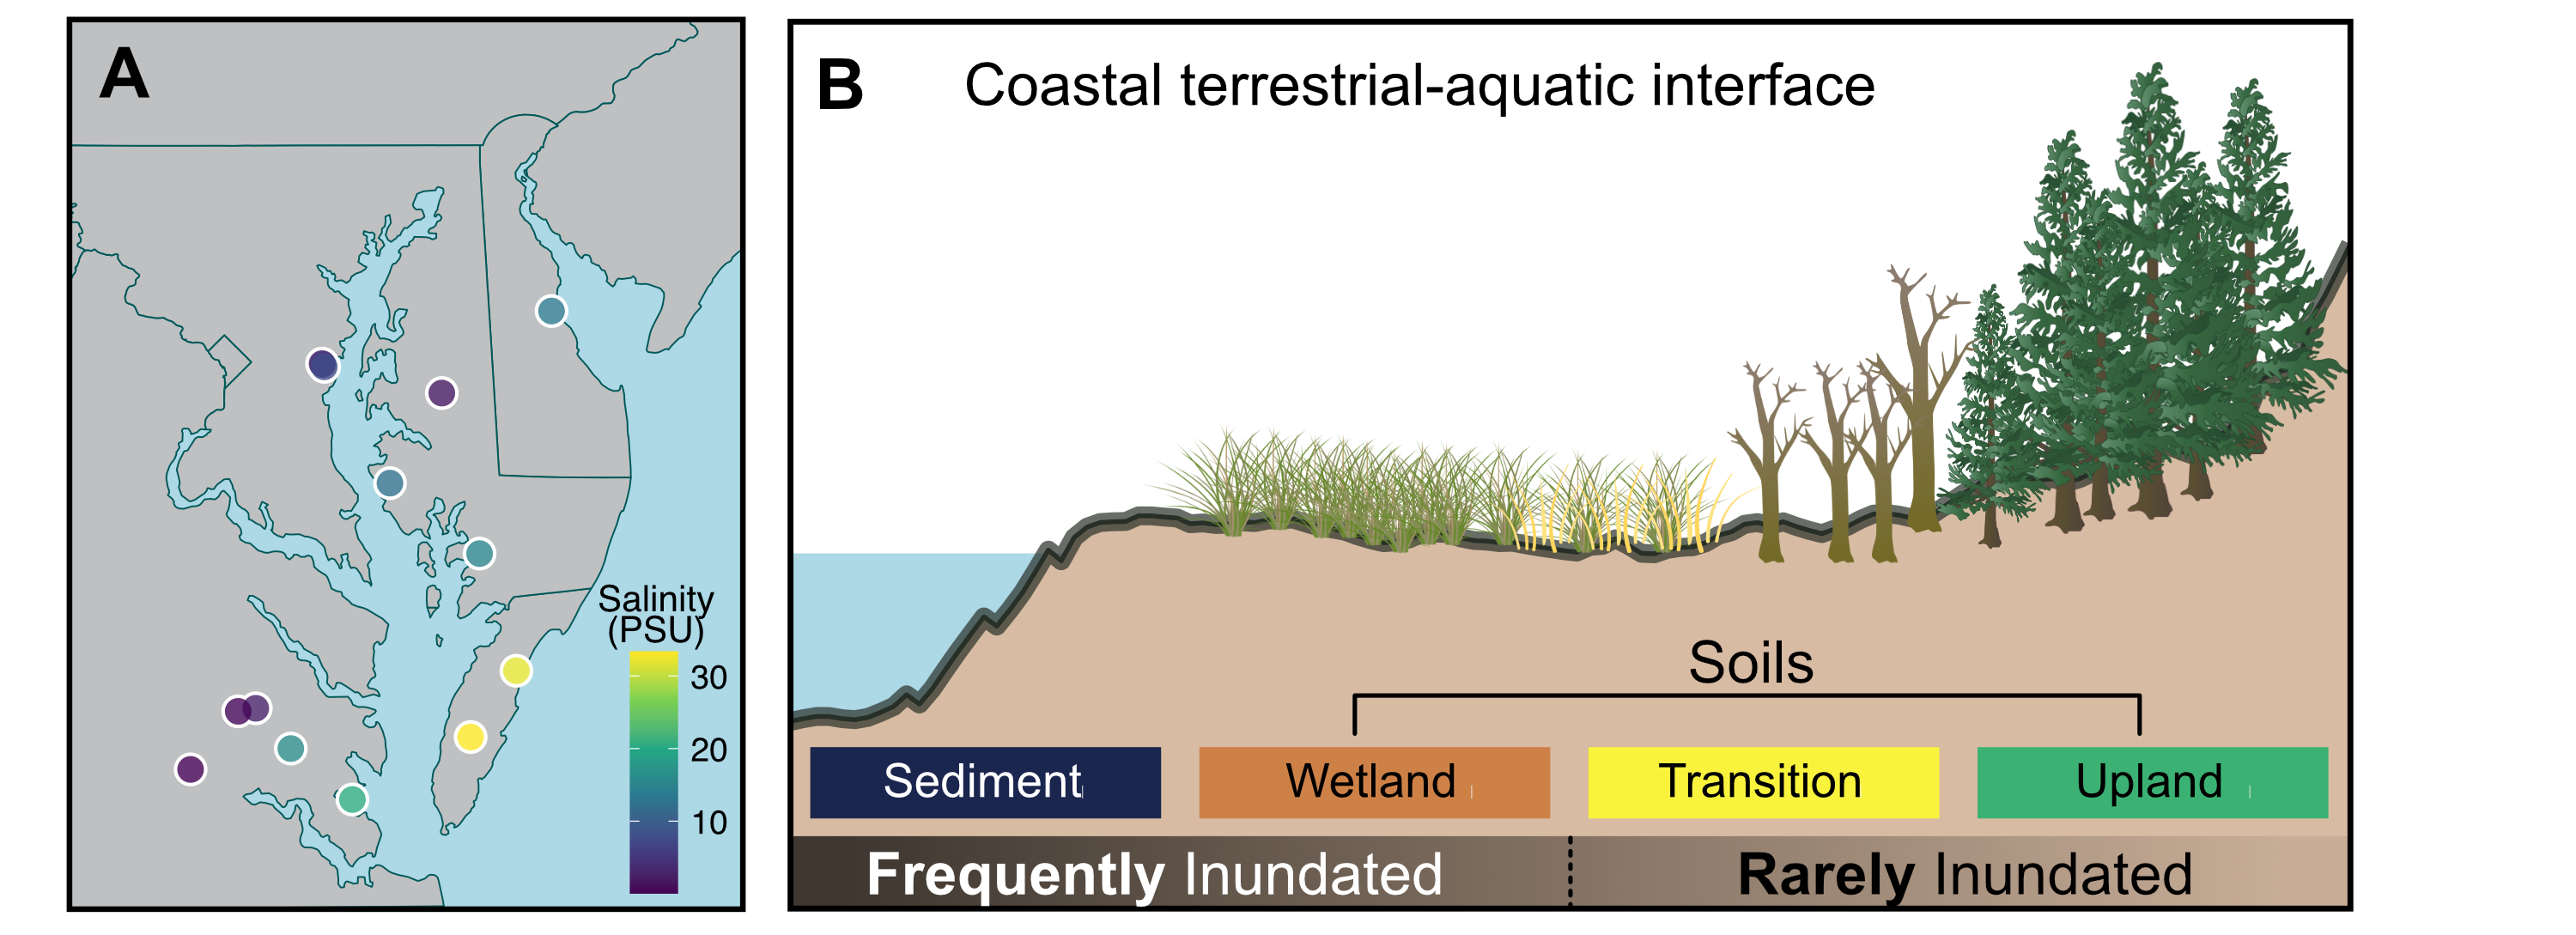 A
Salinity
(PSU)
30
20
10
B
Coastal terrestrial-aquatic interface
Soils
Sediment
Wetland
Transition
Upland
Frequently Inundated
Rarely Inundated